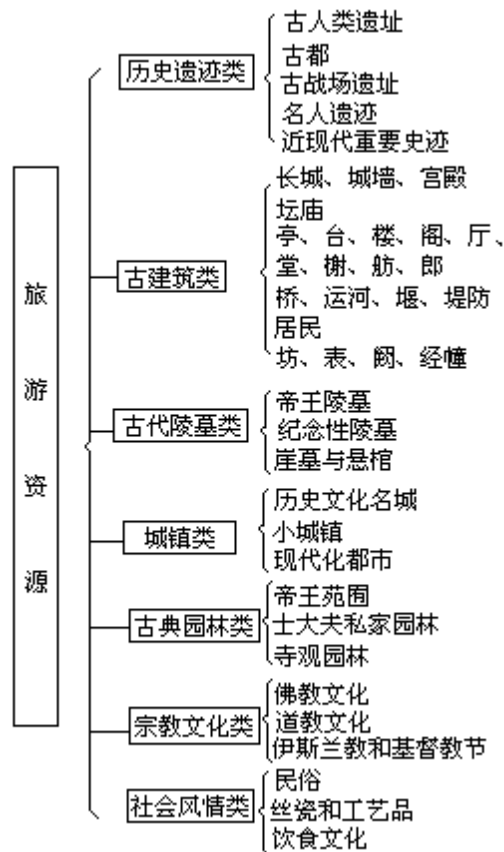 旅游资源
历史遗迹类
古人类遗址
古都
古战场遗址
名人遗迹
近现代重要史迹
古建筑类
长城、城墙、宫殿
坛庙
亭、台、楼、阁、厅、
堂、榭、舫、郎
桥、运河、堰、堤防
居民
坊、表、阙、经幢
古代陵墓类
帝王陵墓
纪念性陵墓
崖墓与悬棺
城镇类
历史文化名城
小城镇
现代化都市
古典园林类
帝王苑囿
士大夫私家园林
寺观园林
宗教文化类
佛教文化
道教文化
伊斯兰教和基督教节
社会风情类
民俗
丝瓷和工艺品
饮食文化